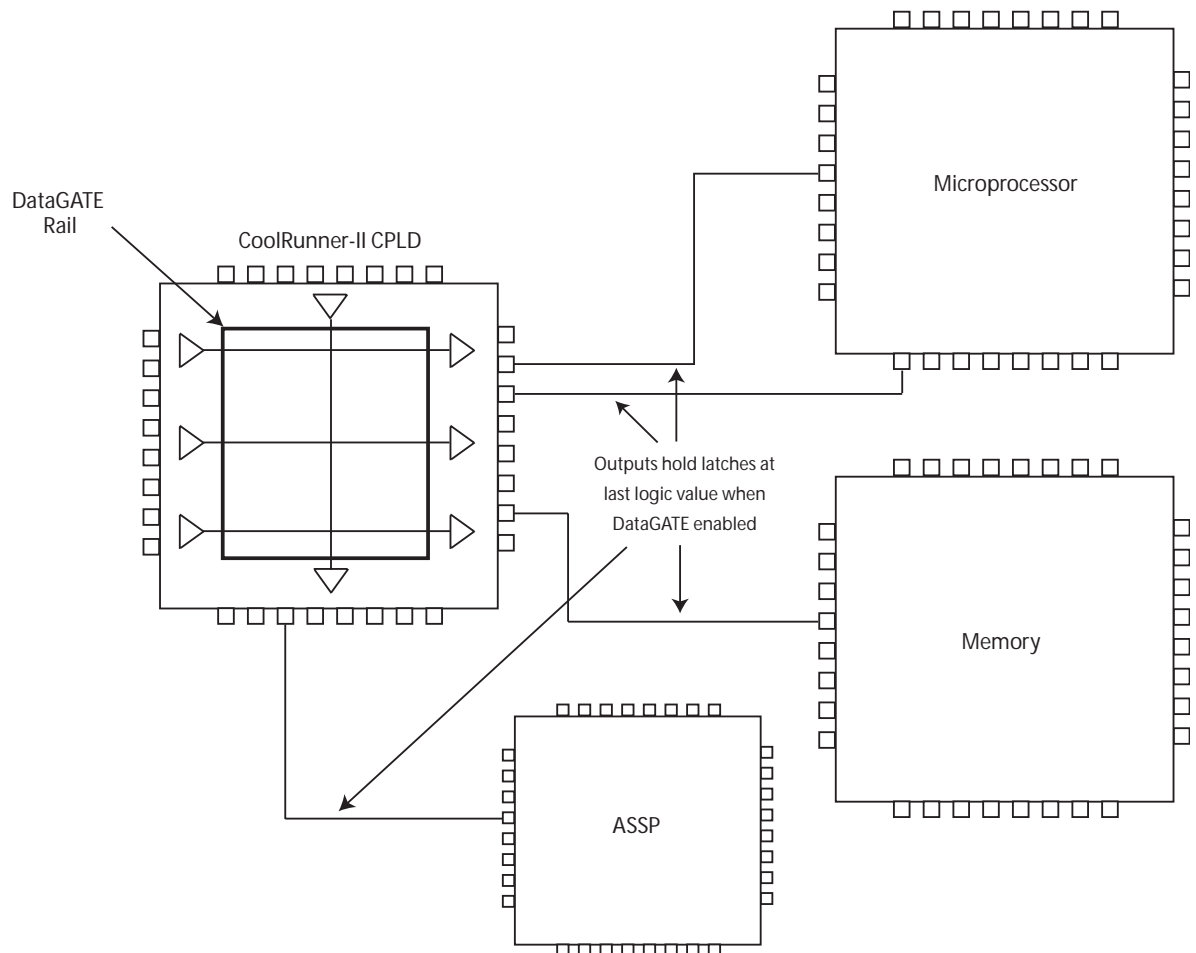 Microprocessor
DataGATE
Rail
CoolRunner-II CPLD
Outputs hold latches at
last logic value when
DataGATE enabled
Memory
ASSP